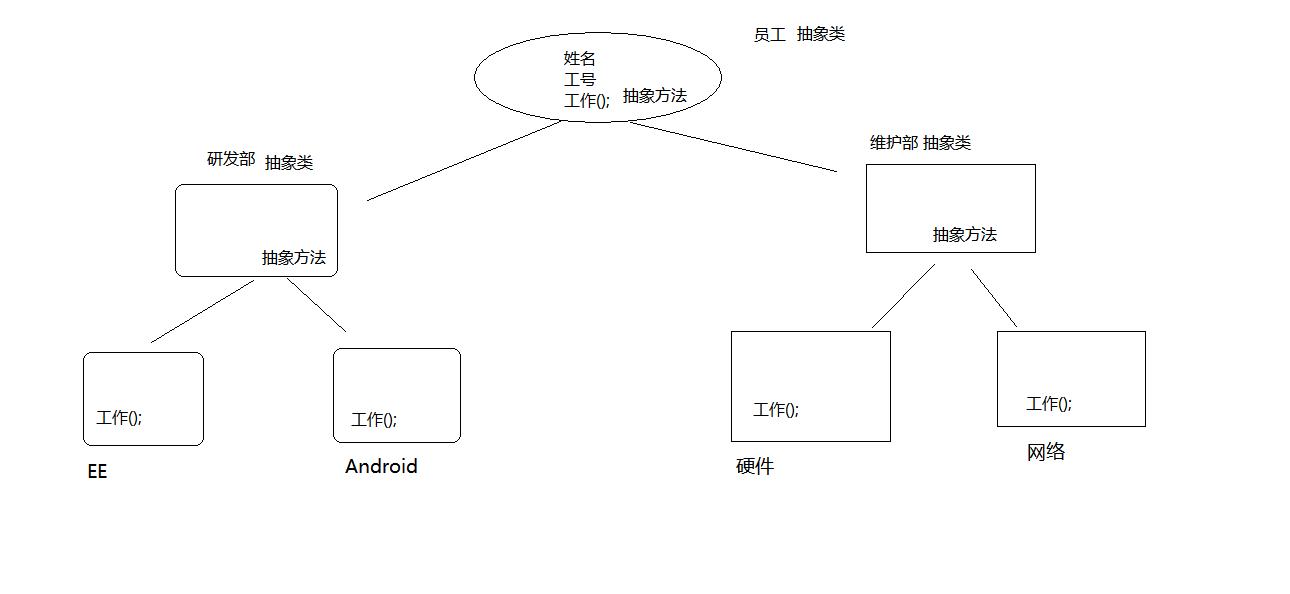 员工 抽象类
姓名
工号
工作(); 抽象方法
维护部 抽象类
研发部 抽象类
抽象方法
抽象方法
工作();
工作();
工作();
工作();
EE
Android
硬件
网络